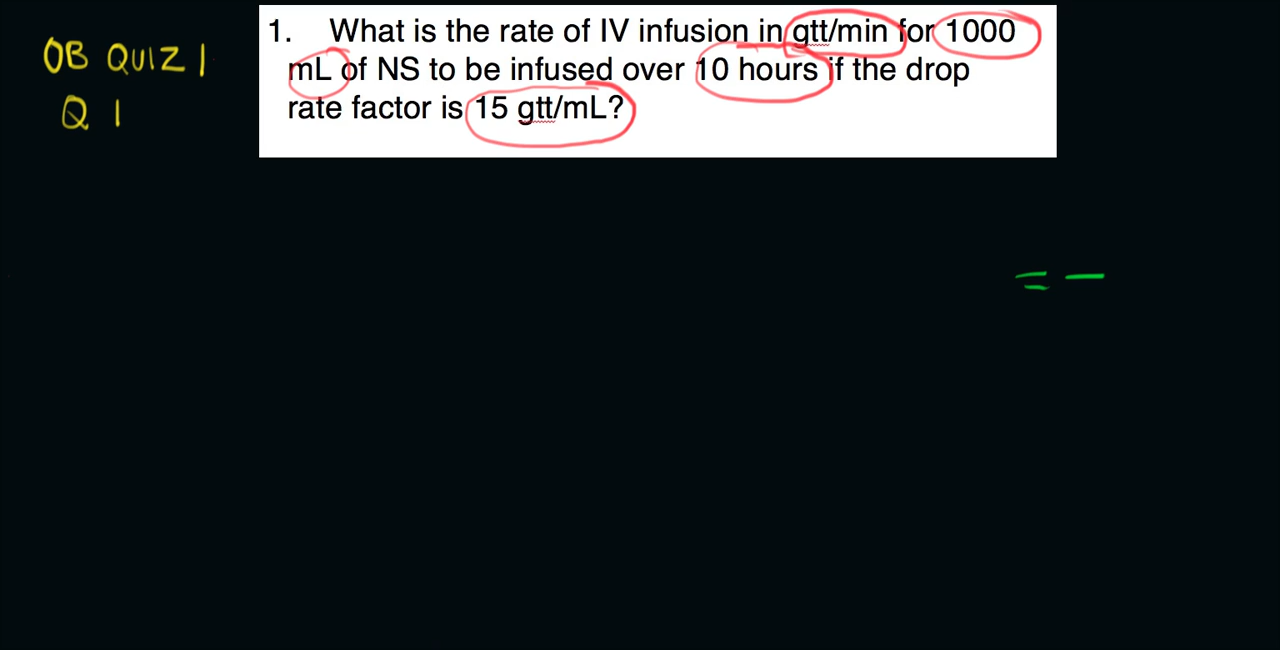 OB QUIZ 1
Q 1
1. What is the rate of IV infusion in gtt/min for 1000
mL of NS to be infused over 10 hours if the drop
rate factor is 15 gtt/mL?
= —